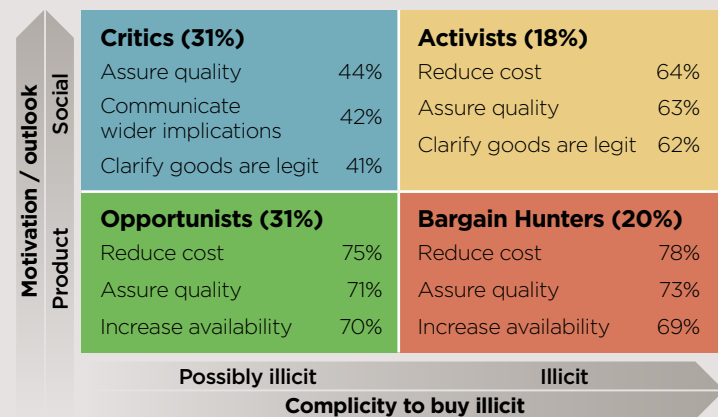 Motivation / outlook
Social
Product
Critics (31%)
Assure quality 44%
Communicate
wider implications 42%
Clarify goods are legit 41%
Activists (18%)
Reduce cost 64%
Assure quality 63%
Clarify goods are legit 62%
Opportunists (31%)
Reduce cost 75%
Assure quality 71%
Increase availability 70%
Bargain Hunters (20%)
Reduce cost 78%
Assure quality 73%
Increase availability 69%
Possibly illicit Illicit
Complicity to buy illicit